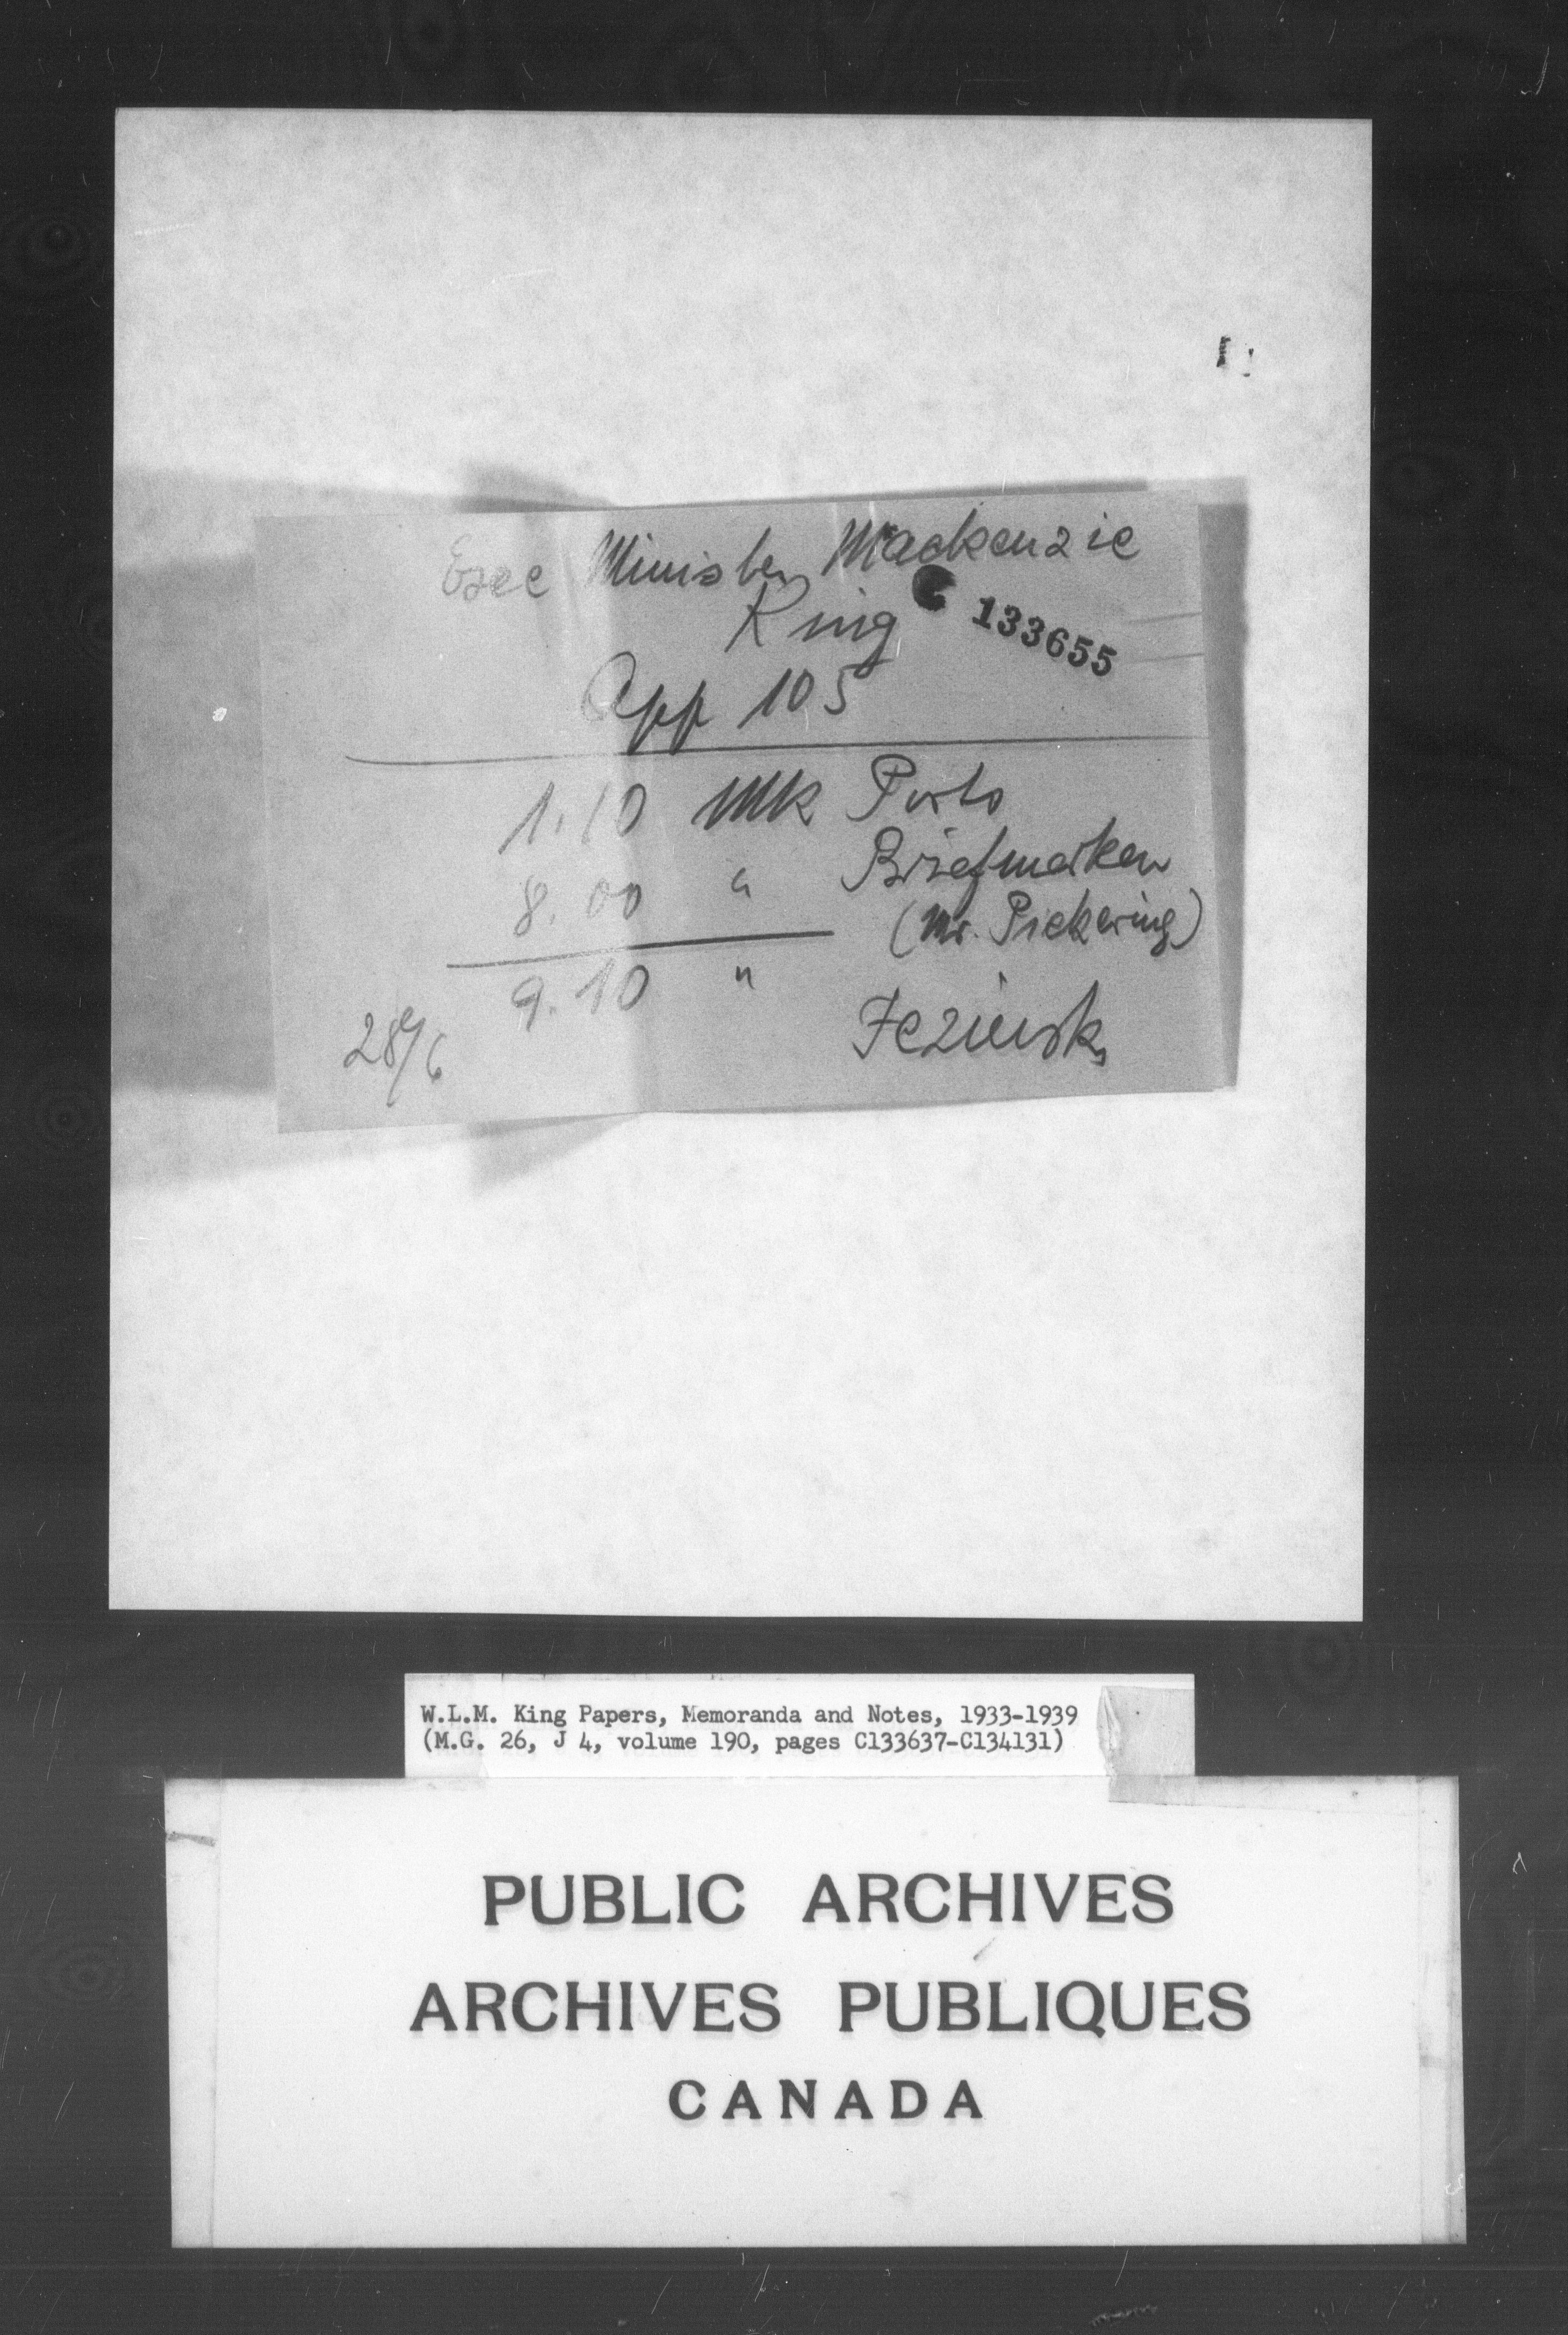 Exee Minister Mackenzie
King
133655
App 105
1.10 Mk Porto
8.00 " Briefmarken
(Mr. Pickering)
9.10 "
28/6
W.L.M. King Papers, Memoranda and Notes, 1933-1939
(M.G. 26, J 4, volume 190, pages C133637-C134131)
PUBLIC ARCHIVES
ARCHIVES PUBLIQUES
CANADA